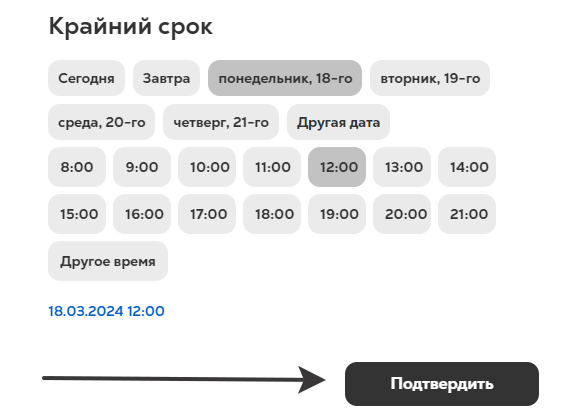 Крайний срок
Сегодня Завтра понедельник, 18-го вторник, 19-го
среда, 20-го четверг, 21-го Другая дата
8:00 9:00 10:00 11:00 12:00 13:00 14:00
15:00 16:00 17:00 18:00 19:00 20:00 21:00
Другое время
18.03.2024 12:00
Подтвердить